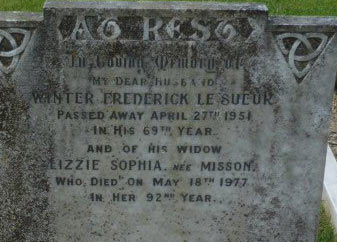 AT REST
In Loving Memory of
MY DEAR HUSBAND
WINTER FREDERICK LE SUEUR
PASSED AWAY APRIL 27TH 1951
IN HIS 69TH YEAR.
AND OF HIS WIDOW
LIZZIE SOPHIA. NÉE MISSON.
WHO DIED ON MAY 18TH 1977
IN HER 92ND YEAR.